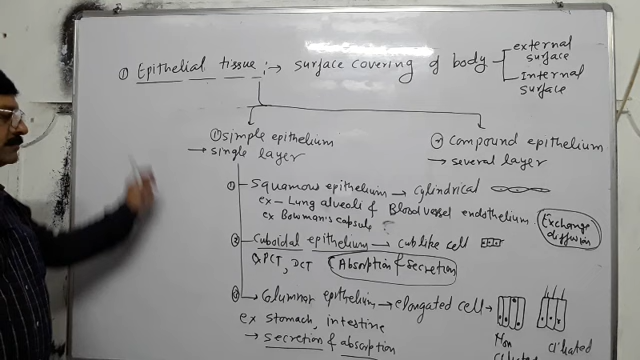 ① Epithelial tissue :→ surface covering of body
external surface
Internal surface
① simple epithelium
→ single layer
② compound epithelium
→ several layer
① Squamous epithelium → cylindrical
ex – Lung alveoli & Blood vessel endothelium
ex Bowman's capsule
Exchange diffusion
② Cuboidal epithelium → cub like cell
PCT, DCT
Absorption & Secretion
③ Columnar epithelium → elongated cell →
ex stomach, intestine
→ secretion & absorption
Non
ciliated